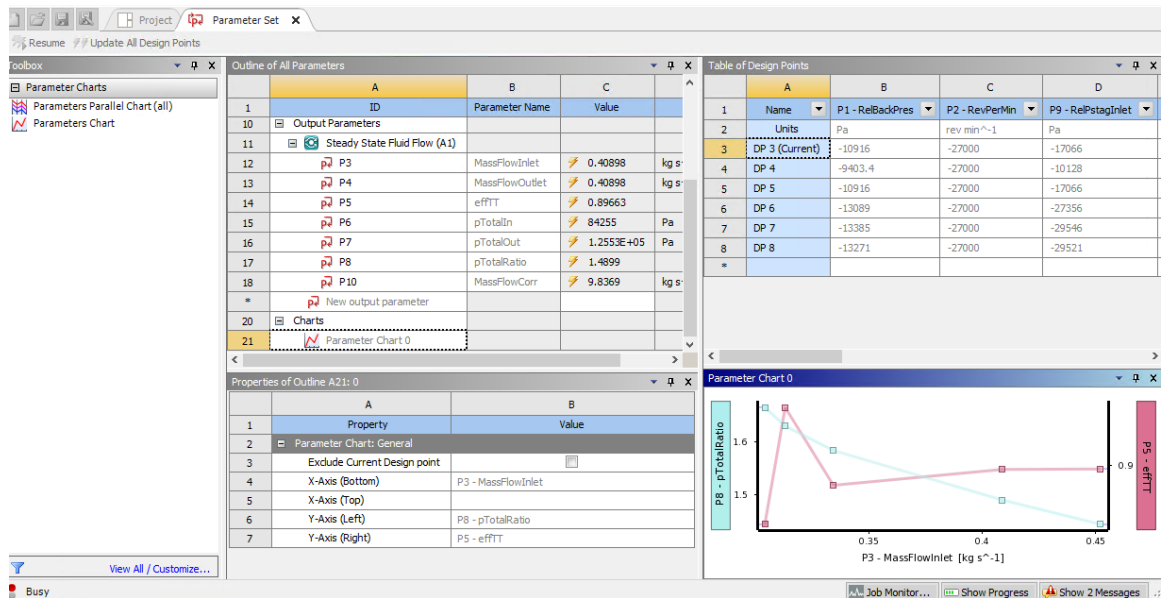 Project
Parameter Set
Resume
Update All Design Points
Toolbox
Parameter Charts
Parameters Parallel Chart (all)
Parameters Chart
View All / Customize...
Outline of All Parameters
A B C
1 ID Parameter Name Value
10 Output Parameters
11 Steady State Fluid Flow (A1)
12 P3 MassFlowInlet 0.40898 kg s
13 P4 MassFlowOutlet 0.40898 kg s
14 P5 effTT 0.89663
15 P6 pTotalIn 84255 Pa
16 P7 pTotalOut 1.2553E+05 Pa
17 P8 pTotalRatio 1.4899
18 P10 MassFlowCorr 9.8369 kg s
* New output parameter
20 Charts
21 Parameter Chart 0
Properties of Outline A21: 0
A B
1 Property Value
2 Parameter Chart: General
3 Exclude Current Design point
4 X-Axis (Bottom) P3 - MassFlowInlet
5 X-Axis (Top)
6 Y-Axis (Left) P8 - pTotalRatio
7 Y-Axis (Right) P5 - effTT
Table of Design Points
A B C D
1 Name P1 - RelBackPres P2 - RevPerMin P9 - RelPstagInlet
2 Units Pa rev min^-1 Pa
3 DP 3 (Current) -10916 -27000 -17066
4 DP 4 -9403.4 -27000 -10128
5 DP 5 -10916 -27000 -17066
6 DP 6 -13089 -27000 -27356
7 DP 7 -13385 -27000 -29546
8 DP 8 -13271 -27000 -29521
*
Parameter Chart 0
P8 - pTotalRatio
1.6
1.5
0.9
P5 - effTT
0.35 0.4 0.45
P3 - MassFlowInlet [kg s^-1]
Busy
Job Monitor...
Show Progress
Show 2 Messages